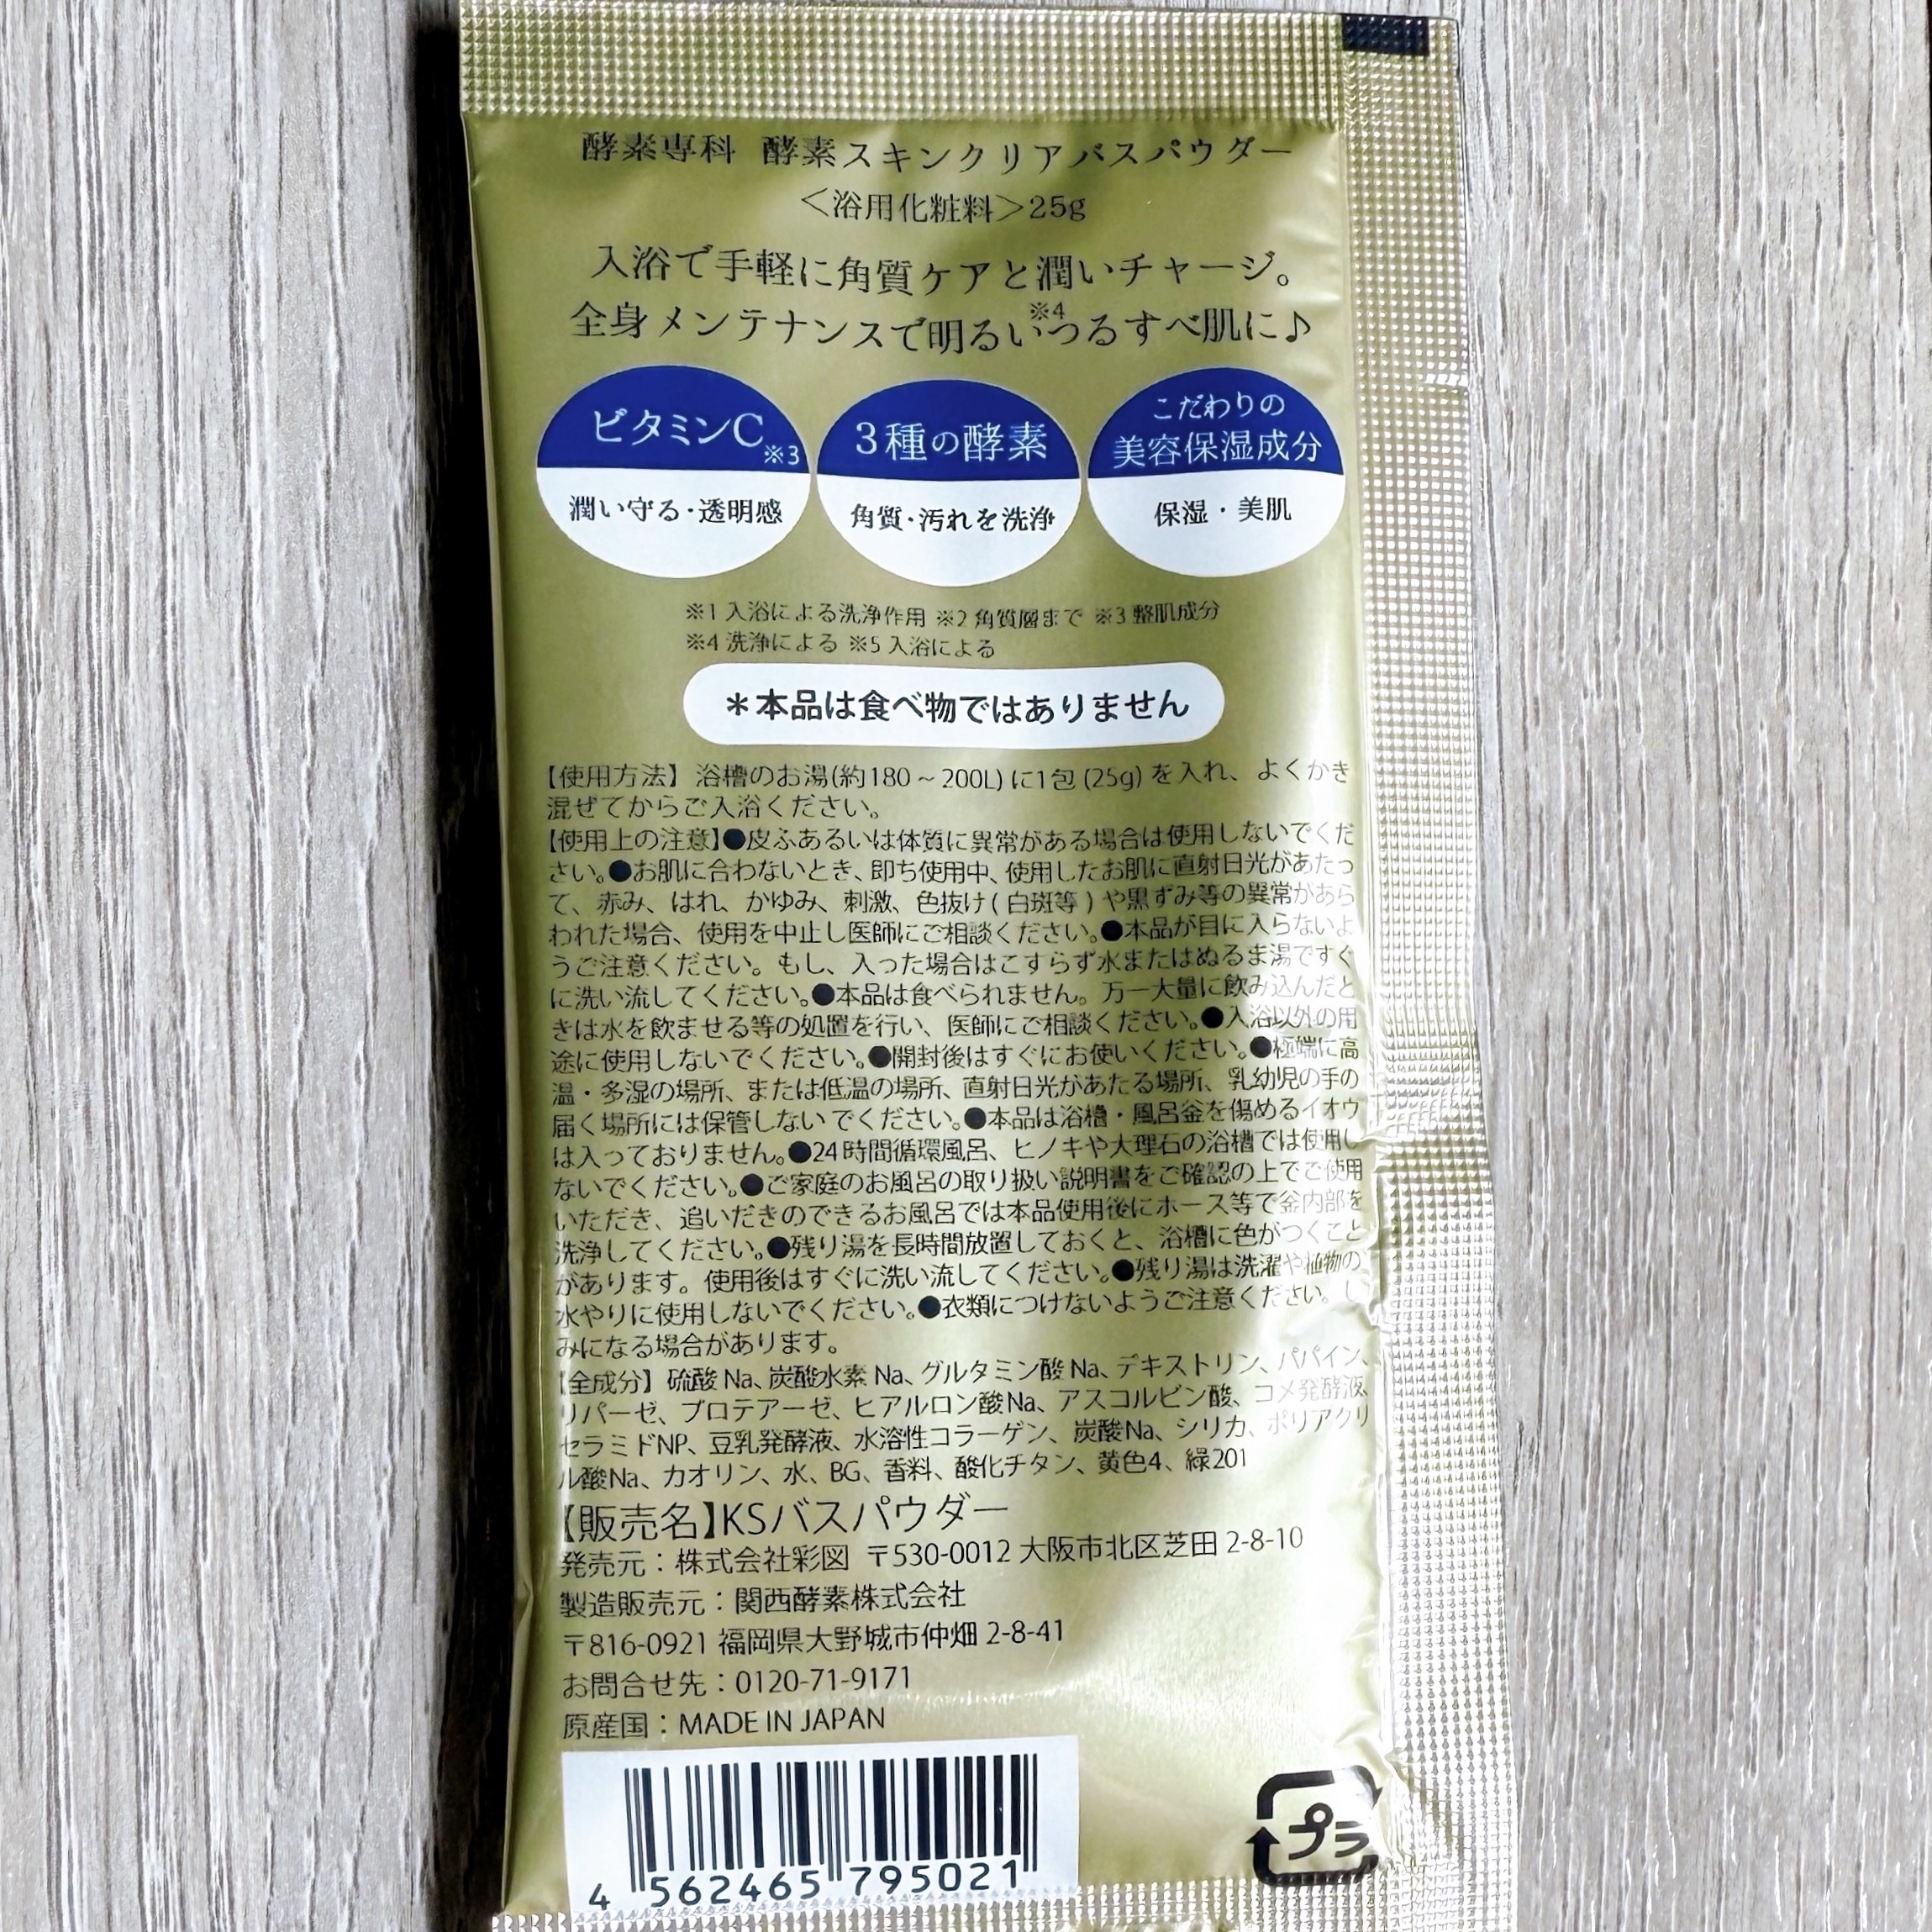 酵素専科 酵素スキンクリアバスパウダー
＜浴用化粧料＞25g
入浴で手軽に角質ケアと潤いチャージ。
全身メンテナンスで明るい※4つるすべ肌に♪
ビタミンC※3
潤い守る・透明感
3種の酵素
角質・汚れを洗浄
こだわりの
美容保湿成分
保湿・美肌
※1 入浴による洗浄作用 ※2 角質層まで ※3 整肌成分
※4 洗浄による ※5 入浴による
＊本品は食べ物ではありません
【使用方法】 浴槽のお湯(約180～200L)に1包(25g)を入れ、よくかき
混ぜてからご入浴ください。
【使用上の注意】●皮ふあるいは体質に異常がある場合は使用しないでくだ
さい。●お肌に合わないとき、即ち使用中、使用したお肌に直射日光があたっ
て、赤み、はれ、かゆみ、刺激、色抜け(白斑等)や黒ずみ等の異常があら
われた場合、使用を中止し医師にご相談ください。●本品が目に入らないよ
うご注意ください。もし、入った場合はこすらず水またはぬるま湯ですぐ
に洗い流してください。●本品は食べられません。万一大量に飲み込んだと
きは水を飲ませる等の処置を行い、医師にご相談ください。●入浴以外の用
途に使用しないでください。●開封後はすぐにお使いください。●極端に高
温・多湿の場所、または低温の場所、直射日光があたる場所、乳幼児の手の
届く場所には保管しないでください。●本品は浴槽・風呂釜を傷めるイオウ
は入っておりません。●24時間循環風呂、ヒノキや大理石の浴槽では使用し
ないでください。●ご家庭のお風呂の取り扱い説明書をご確認の上でご使用
いただき、追いだきのできるお風呂では本品使用後にホース等で釜内部を
洗浄してください。●残り湯を長時間放置しておくと、浴槽に色がつくこと
があります。使用後はすぐに洗い流してください。●残り湯は洗濯や植物の
水やりに使用しないでください。●衣類につけないようご注意ください。し
みになる場合があります。
【全成分】硫酸Na、炭酸水素Na、グルタミン酸Na、デキストリン、パパイン、
リパーゼ、プロテアーゼ、ヒアルロン酸Na、アスコルビン酸、コメ発酵液、
セラミドNP、豆乳発酵液、水溶性コラーゲン、炭酸Na、シリカ、ポリアクリ
ル酸Na、カオリン、水、BG、香料、酸化チタン、黄色4、緑201
【販売名】KSバスパウダー
発売元：株式会社彩図 〒530-0012 大阪市北区芝田 2-8-10
製造販売元：関西酵素株式会社
〒816-0921 福岡県大野城市仲畑 2-8-41
お問合せ先：0120-71-9171
原産国：MADE IN JAPAN
4 562465 795021
プラ